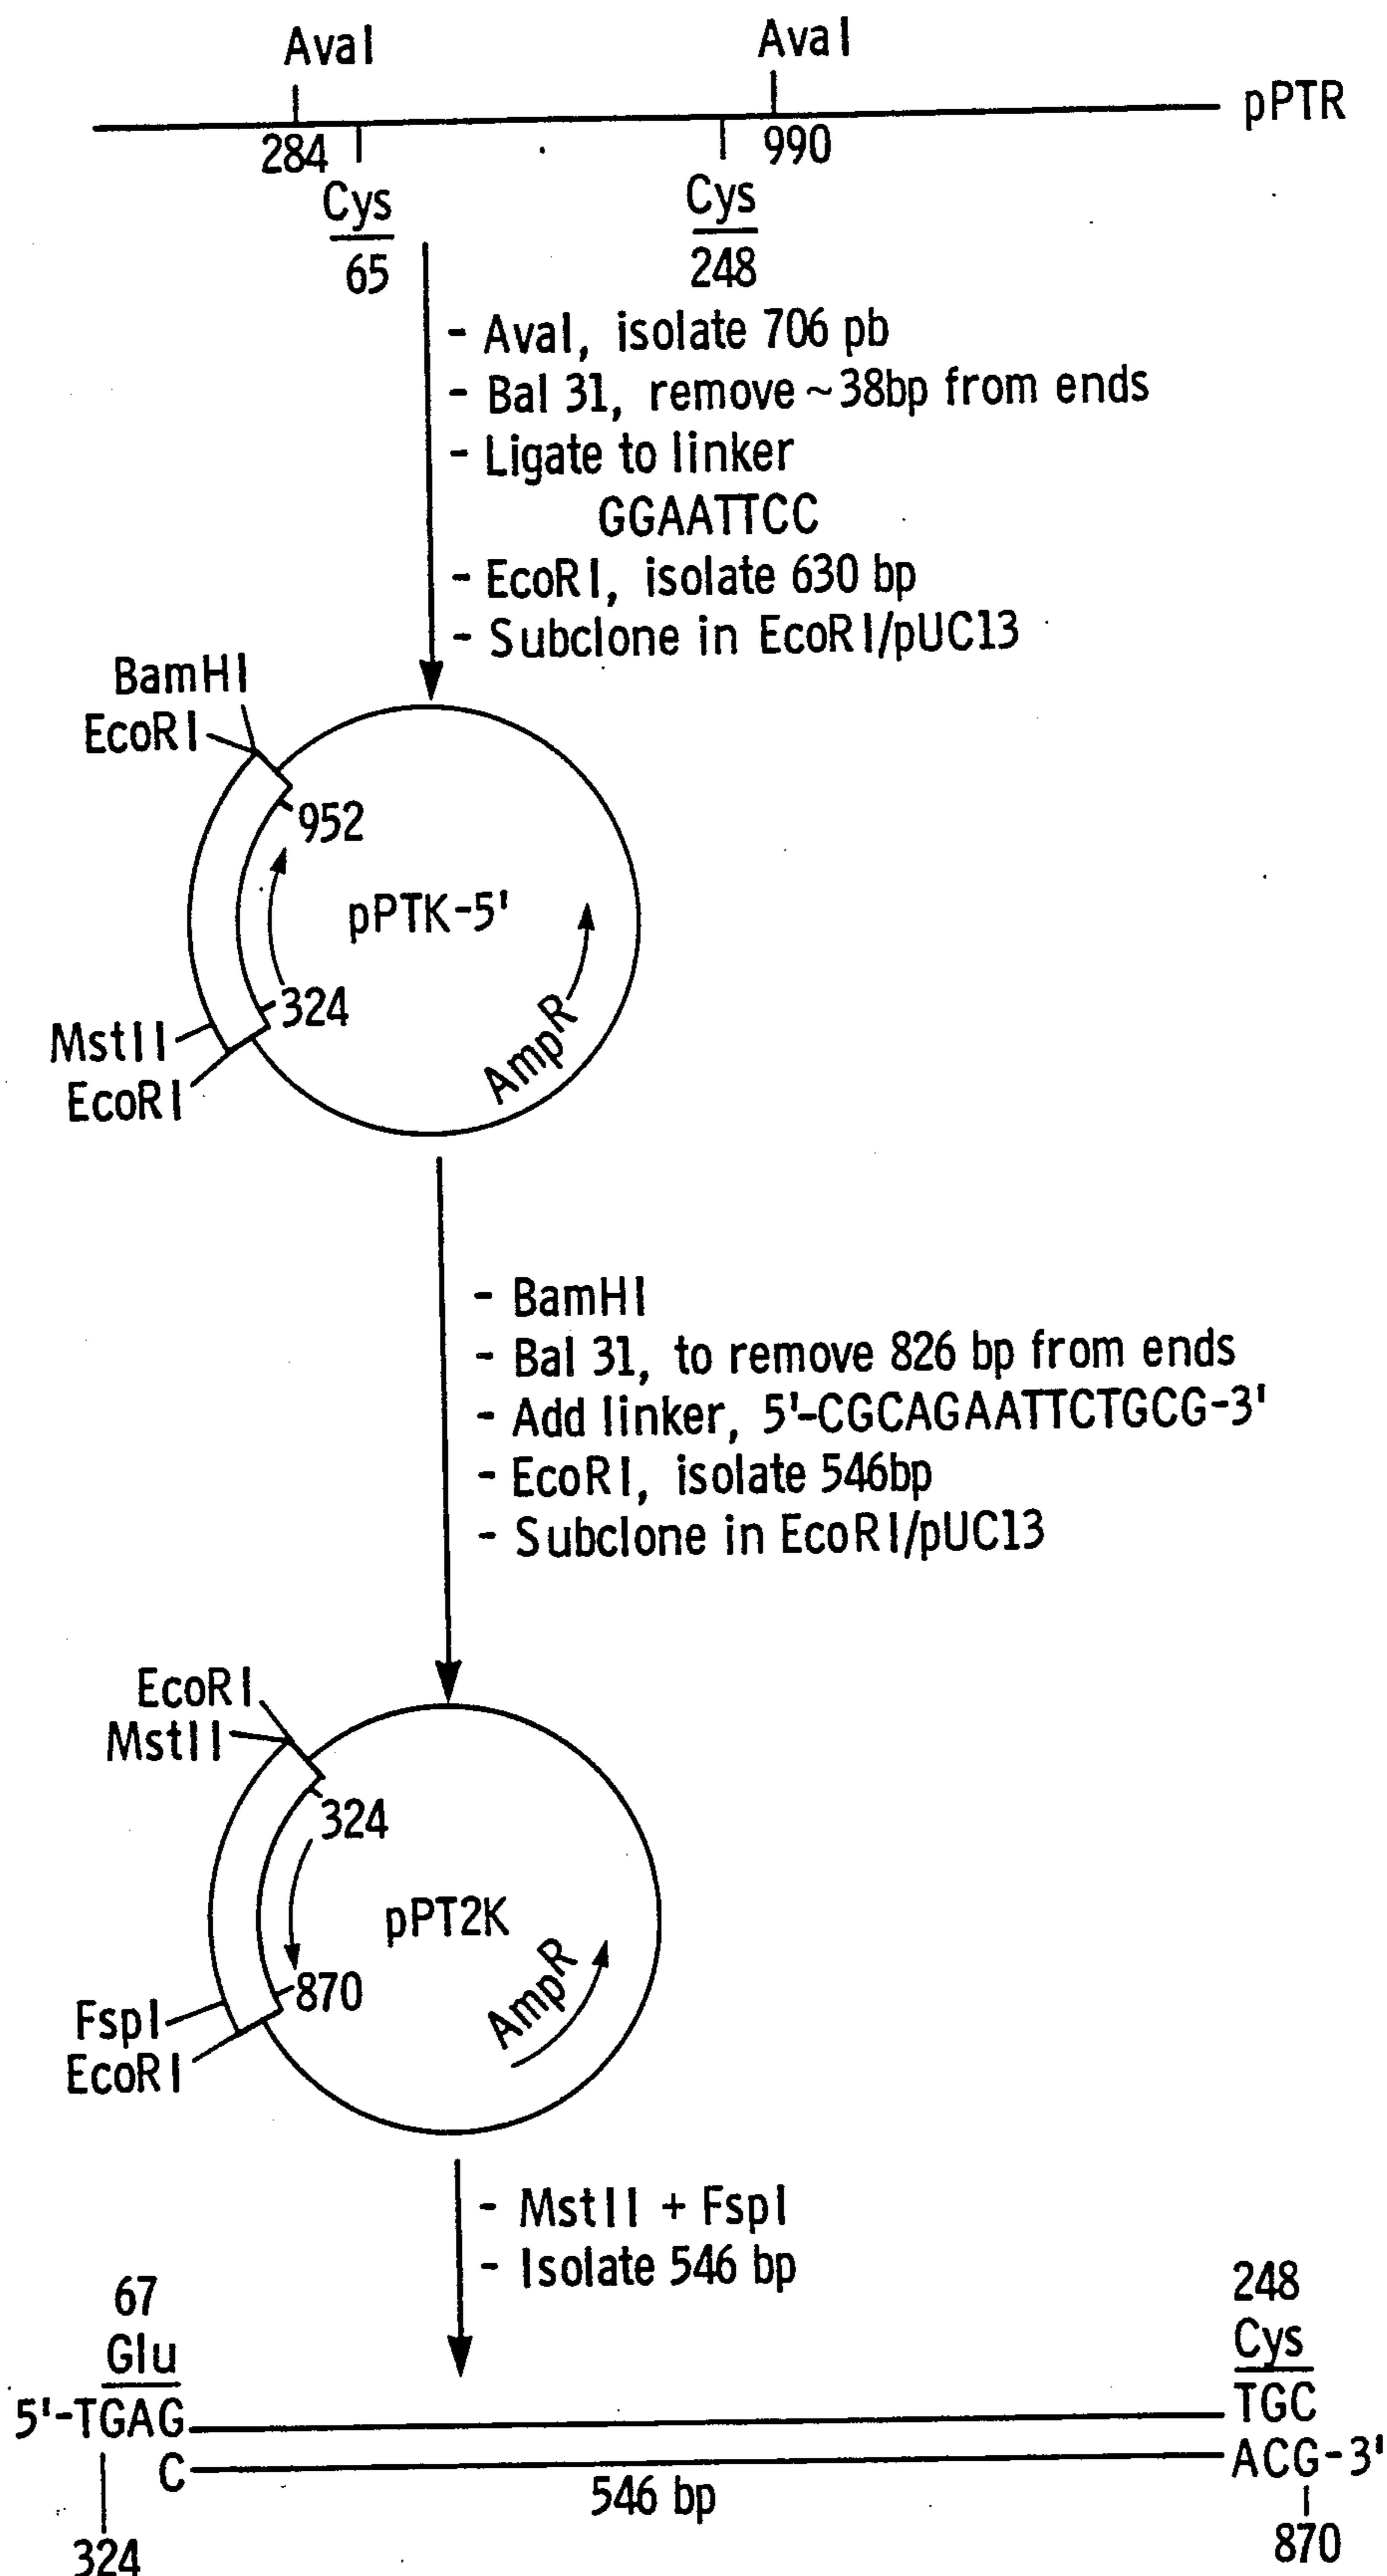 AvaI
AvaI
pPTR
284
990
Cys
65
Cys
248
- AvaI, isolate 706 pb
- Bal 31, remove ~38bp from ends
- Ligate to linker
GGAATTCC
- EcoRI, isolate 630 bp
- Subclone in EcoRI/pUC13
BamHI
EcoRI
952
pPTK-5'
324
MstII
EcoRI
AmpR
- BamHI
- Bal 31, to remove 826 bp from ends
- Add linker, 5'-CGCAGAATTCTGCG-3'
- EcoRI, isolate 546bp
- Subclone in EcoRI/pUC13
EcoRI
MstII
324
pPT2K
870
FspI
EcoRI
AmpR
- MstII + FspI
- Isolate 546 bp
67
Glu
5'-TGAG
C
324
546 bp
248
Cys
TGC
ACG-3'
870